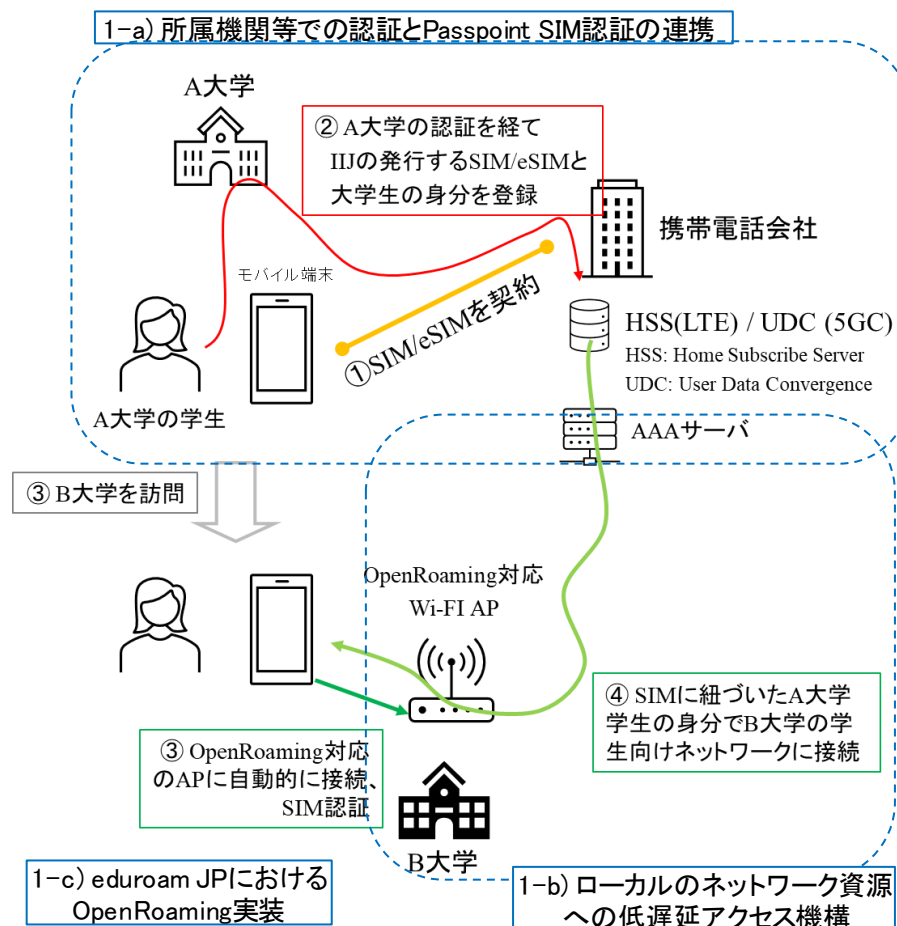 1-a) 所属機関等での認証とPasspoint SIM認証の連携
A大学
② A大学の認証を経て
IIJの発行するSIM/eSIMと
大学生の身分を登録
携帯電話会社
モバイル端末
①SIM/eSIMを契約
HSS(LTE) / UDC (5GC)
HSS: Home Subscribe Server
UDC: User Data Convergence
A大学の学生
AAAサーバ
③ B大学を訪問
OpenRoaming対応
Wi-FI AP
④ SIMに紐づいたA大学
学生の身分でB大学の学
生向けネットワークに接続
③ OpenRoaming対応
のAPに自動的に接続、
SIM認証
B大学
1-c) eduroam JPにおける
OpenRoaming実装
1-b) ローカルのネットワーク資源
への低遅延アクセス機構